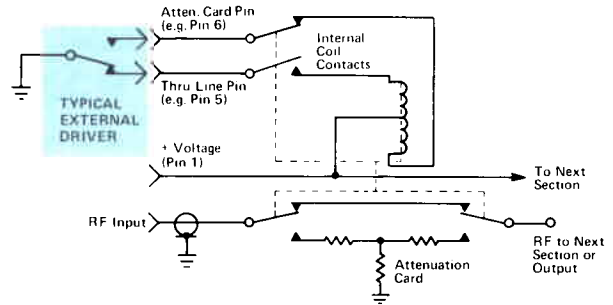 Atten. Card Pin
(e.g. Pin 6)
Internal
Coil
Contacts
Thru Line Pin
(e.g. Pin 5)
TYPICAL
EXTERNAL
DRIVER
+ Voltage
(Pin 1)
To Next
Section
RF Input
RF to Next
Section or
Output
Attenuation
Card